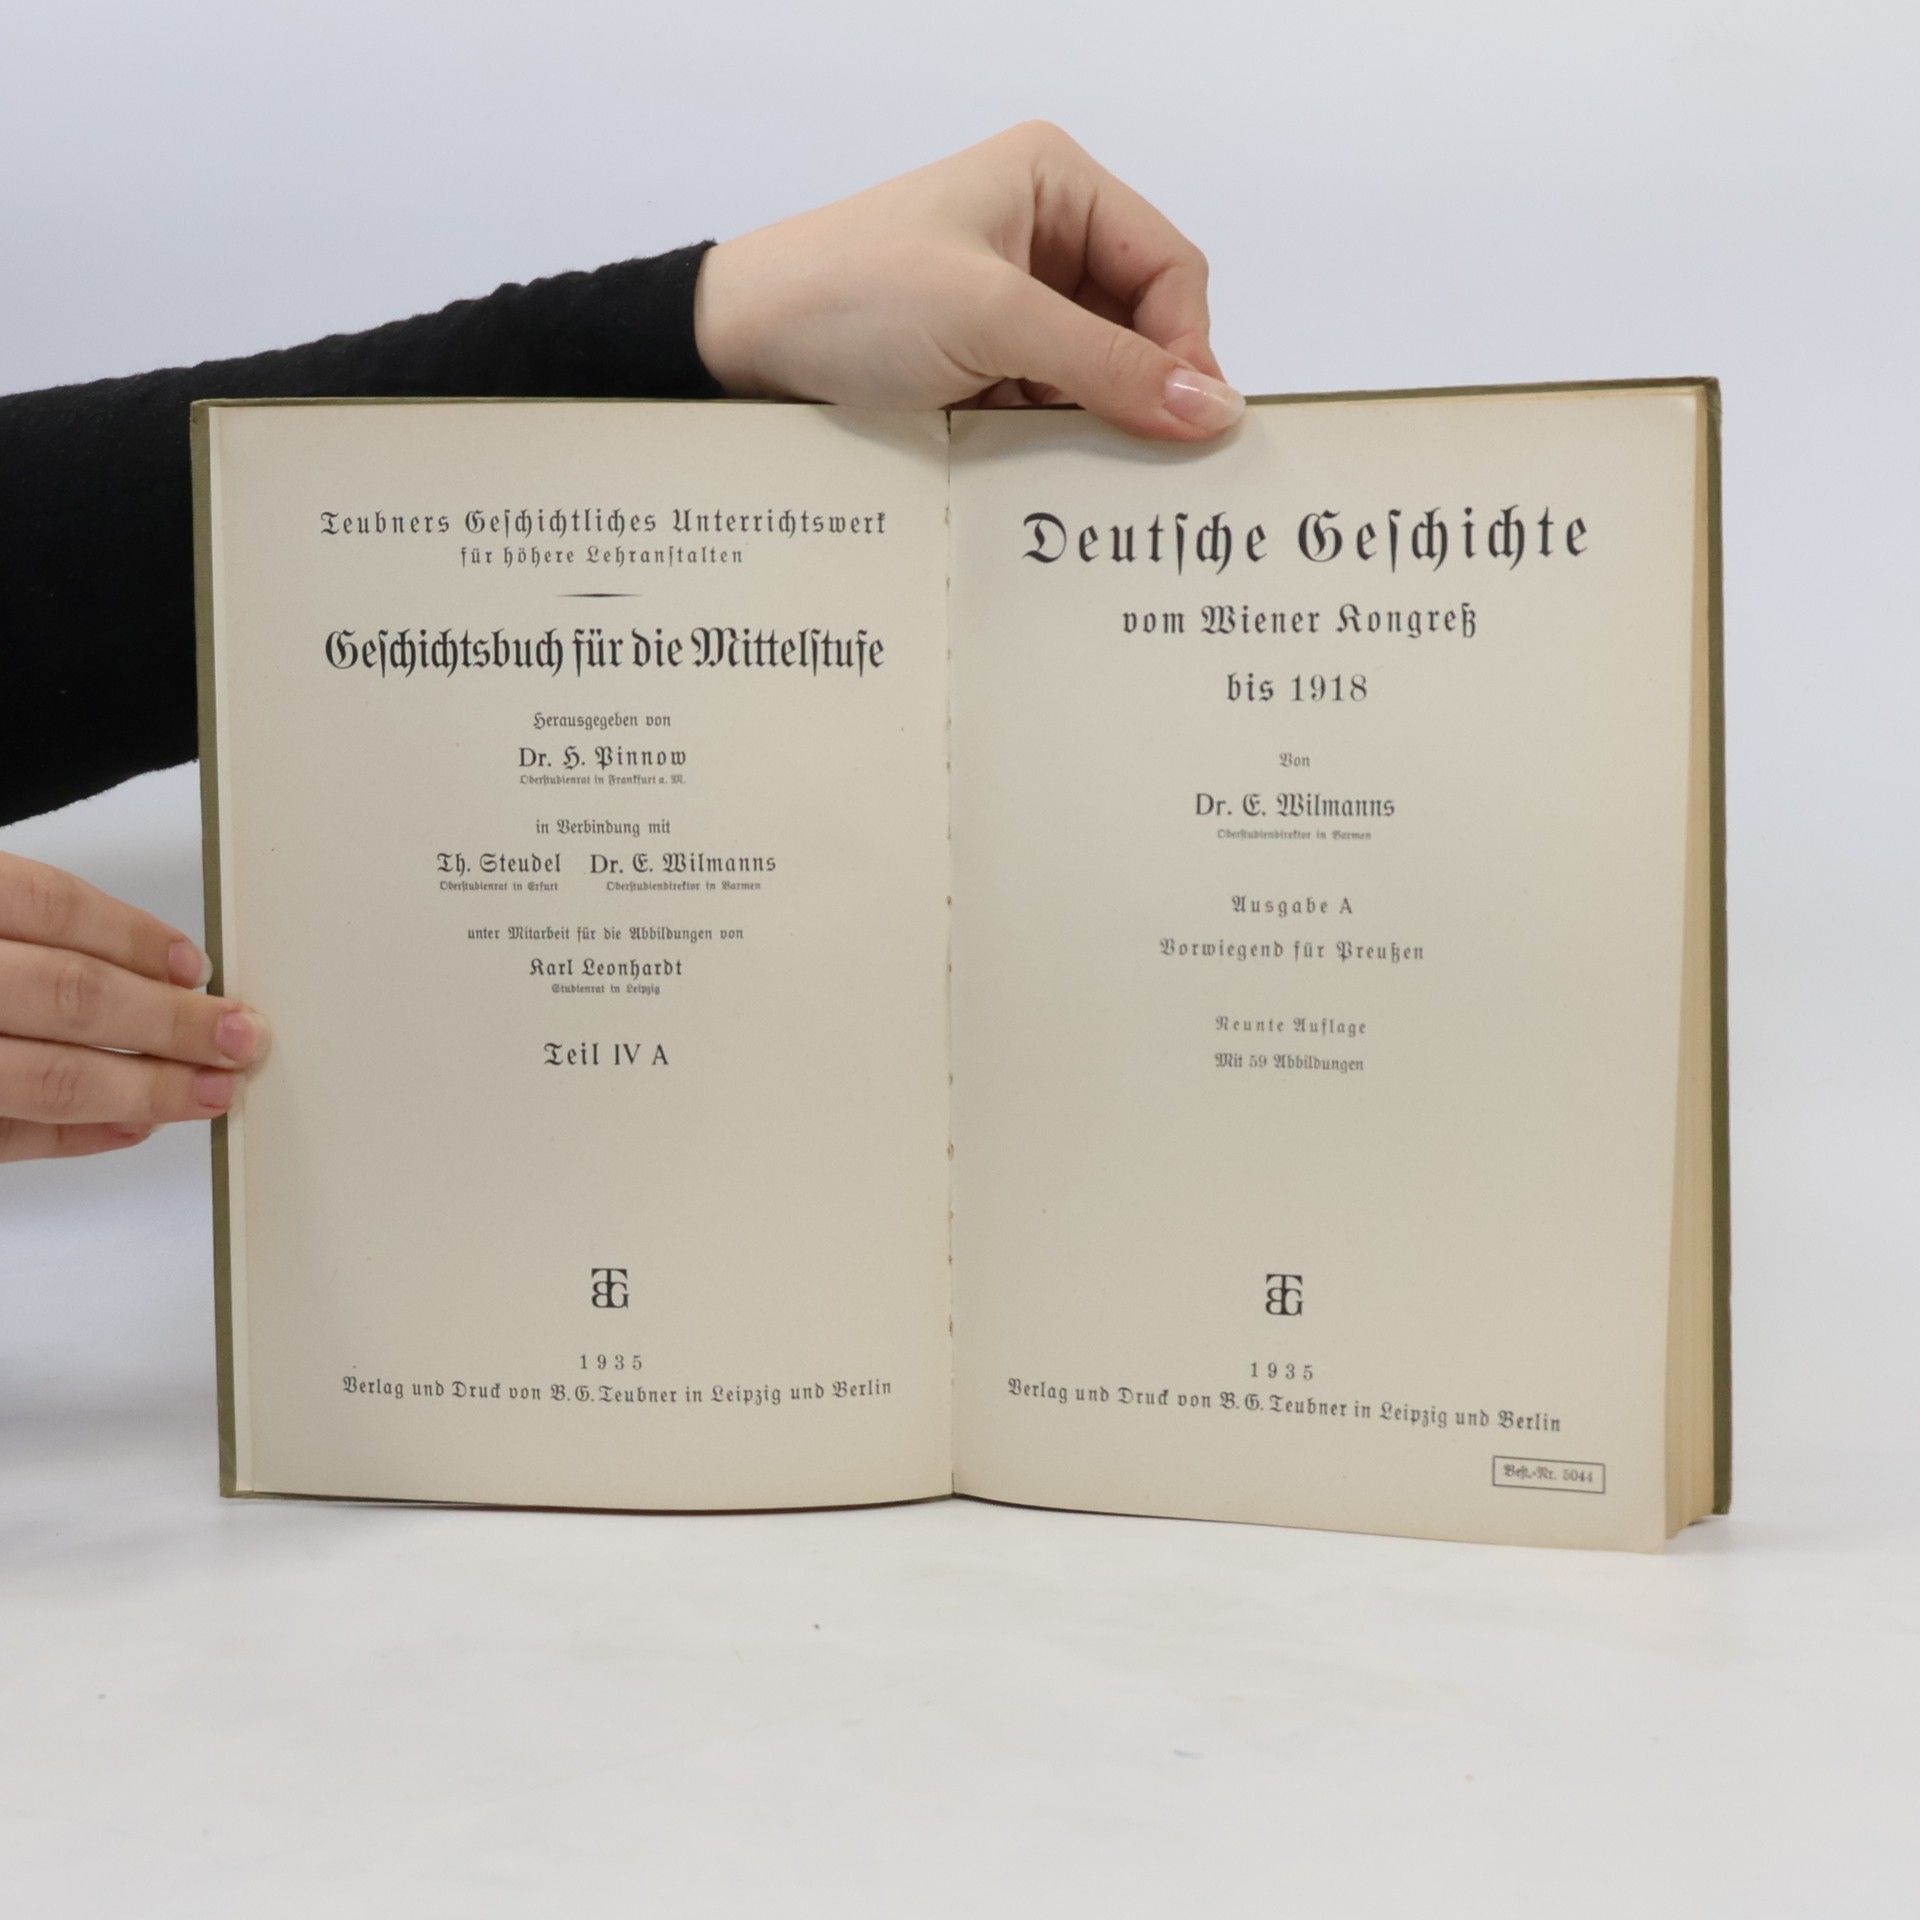 Teubners Geſchichtliches Unterrichtswerk
für höhere Lehranſtalten
Geſchichtsbuch für die Mittelſtufe
Herausgegeben von
Dr. H. Pinnow
Oberſtudienrat in Frankfurt a. M.
in Verbindung mit
Th. Steudel Dr. E. Wilmanns
Oberſtudienrat in Erfurt Oberſtudiendirektor in Barmen
unter Mitarbeit für die Abbildungen von
Karl Leonhardt
Studienrat in Leipzig
Teil IV A
BTG
1935
Verlag und Druck von B. G. Teubner in Leipzig und Berlin
Deutſche Geſchichte
vom Wiener Kongreß
bis 1918
Von
Dr. E. Wilmanns
Oberſtudiendirektor in Barmen
Ausgabe A
Vorwiegend für Preußen
Neunte Auflage
Mit 59 Abbildungen
BTG
1935
Verlag und Druck von B. G. Teubner in Leipzig und Berlin
Beſt.-Nr. 5044